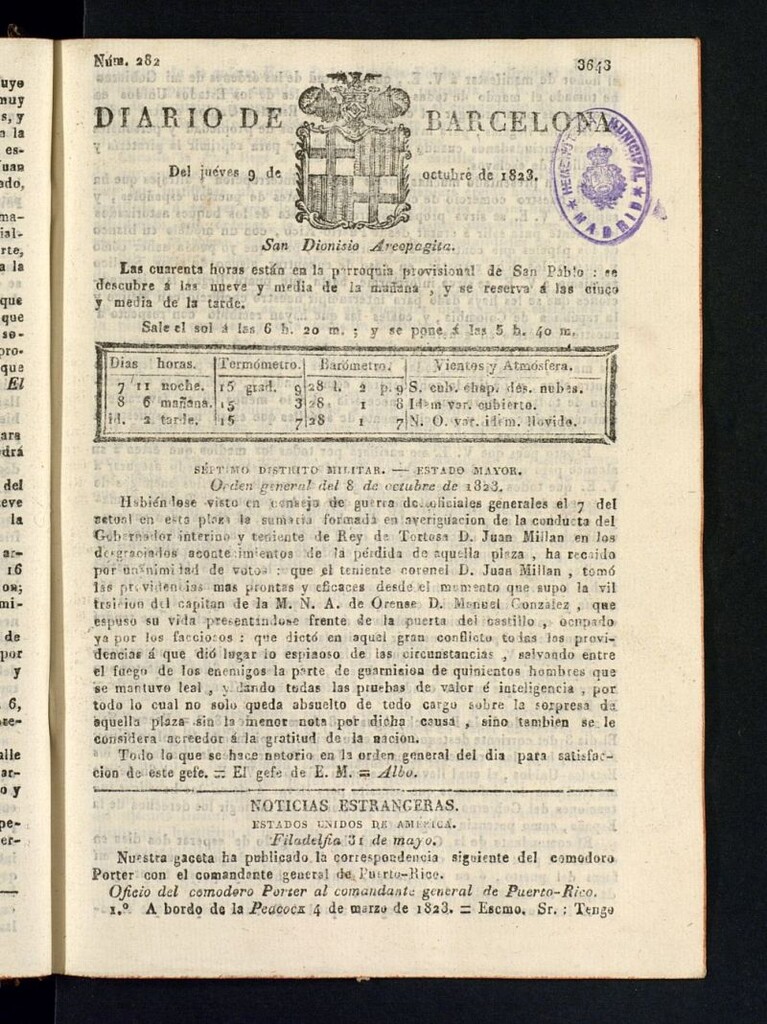 Núm. 282
3643
DIARIO DE BARCELONA
Del juéves 9 de octubre de 1823.
HEMEROTECA MUNICIPAL
MADRID
San Dionisio Areopagita.
Las cuarenta horas están en la parroquia provisional de San Pablo : se
descubre á las nueve y media de la mañana , y se reserva á las cinco
y media de la tarde.
Sale el sol á las 6 h. 20 m. ; y se pone á las 5 h. 40 m.
Dias horas. Termómetro. Barómetro. Vientos y Atmósfera.
7 11 noche. 15 grad. 9 28 l. 2 p. 9 S. cub. chap. des. nubes.
8 6 mañana. 15 3 28 1 8 Idem var. cubierto.
id. 2 tarde. 15 7 28 1 7 N. O. var. idem. llovido.
SÉPTIMO DISTRITO MILITAR. — ESTADO MAYOR.
Orden general del 8 de octubre de 1823.
Habiéndose visto en consejo de guerra de oficiales generales el 7 del
actual en esta plaza la sumaria formada en averiguacion de la conducta del
Gobernador interino y teniente de Rey de Tortosa D. Juan Millan en los
desgraciados acontecimientos de la pérdida de aquella plaza , ha recaido
por unanimidad de votos : que el teniente coronel D. Juan Millan , tomó
las providencias mas prontas y eficaces desde el momento que supo la vil
traicion del capitan de la M. N. A. de Orense D. Manuel Gonzalez , que
espuso su vida presentándose frente de la puerta del castillo , ocupado
ya por los facciosos : que dictó en aquel gran conflicto todas las provi-
dencias á que dió lugar lo espinoso de las circunstancias , salvando entre
el fuego de los enemigos la parte de guarnision de quinientos hombres que
se mantuvo leal , y dando todas las pruebas de valor é inteligencia , por
todo lo cual no solo queda absuelto de todo cargo sobre la sorpresa de
aquella plaza sin la menor nota por dicha causa , sino tambien se le
considera acreedor á la gratitud de la nacion.
Todo lo que se hace notorio en la orden general del dia para satisfac-
cion de este gefe. = El gefe de E. M. = Albo.
NOTICIAS ESTRANGERAS.
ESTADOS UNIDOS DE AMÉRICA.
Filadelfia 31 de mayo.
Nuestra gaceta ha publicado la correspondencia siguiente del comodoro
Porter con el comandante general de Puerto-Rico.
Oficio del comodoro Porter al comandante general de Puerto-Rico.
1.º A bordo de la Peacock 4 de marzo de 1823. = Escmo. Sr. : Tengo